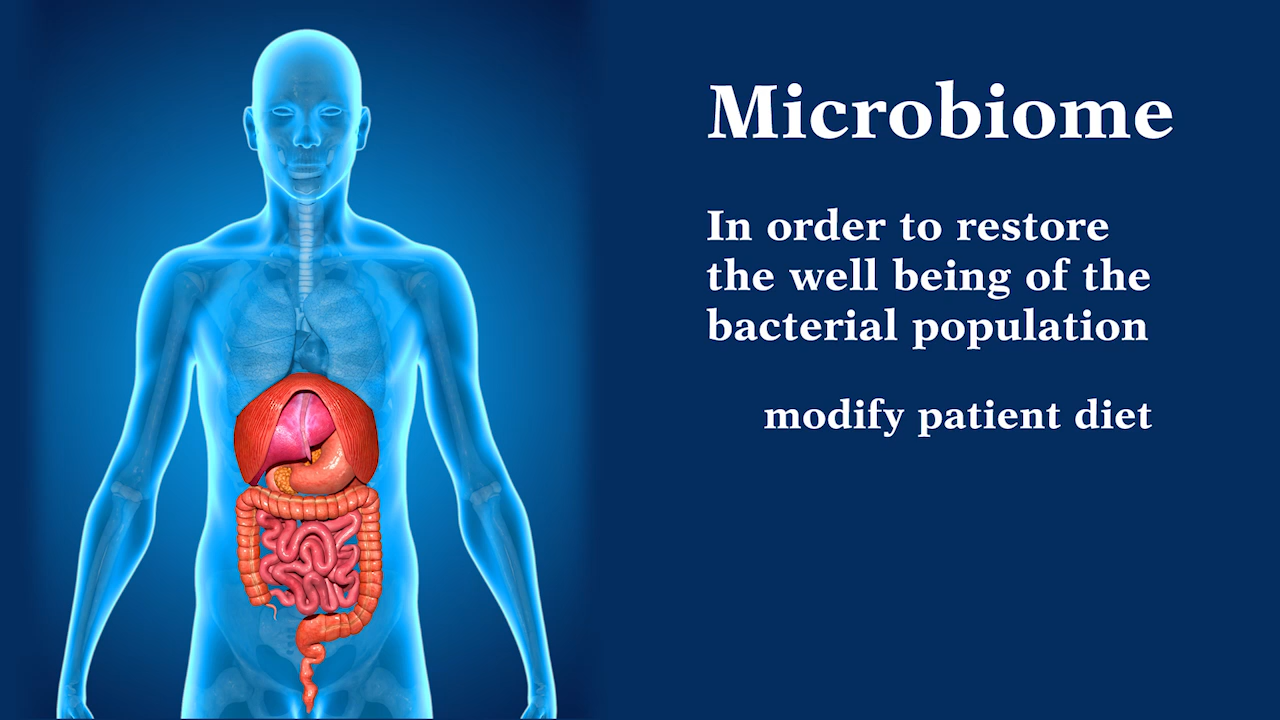 Microbiome
In order to restore
the well being of the
bacterial population
modify patient diet